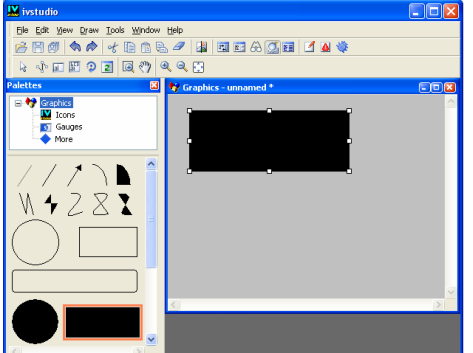 ivstudio
File Edit View Draw Tools Window Help
Palettes
Graphics - unnamed *
Graphics
Icons
Gauges
More